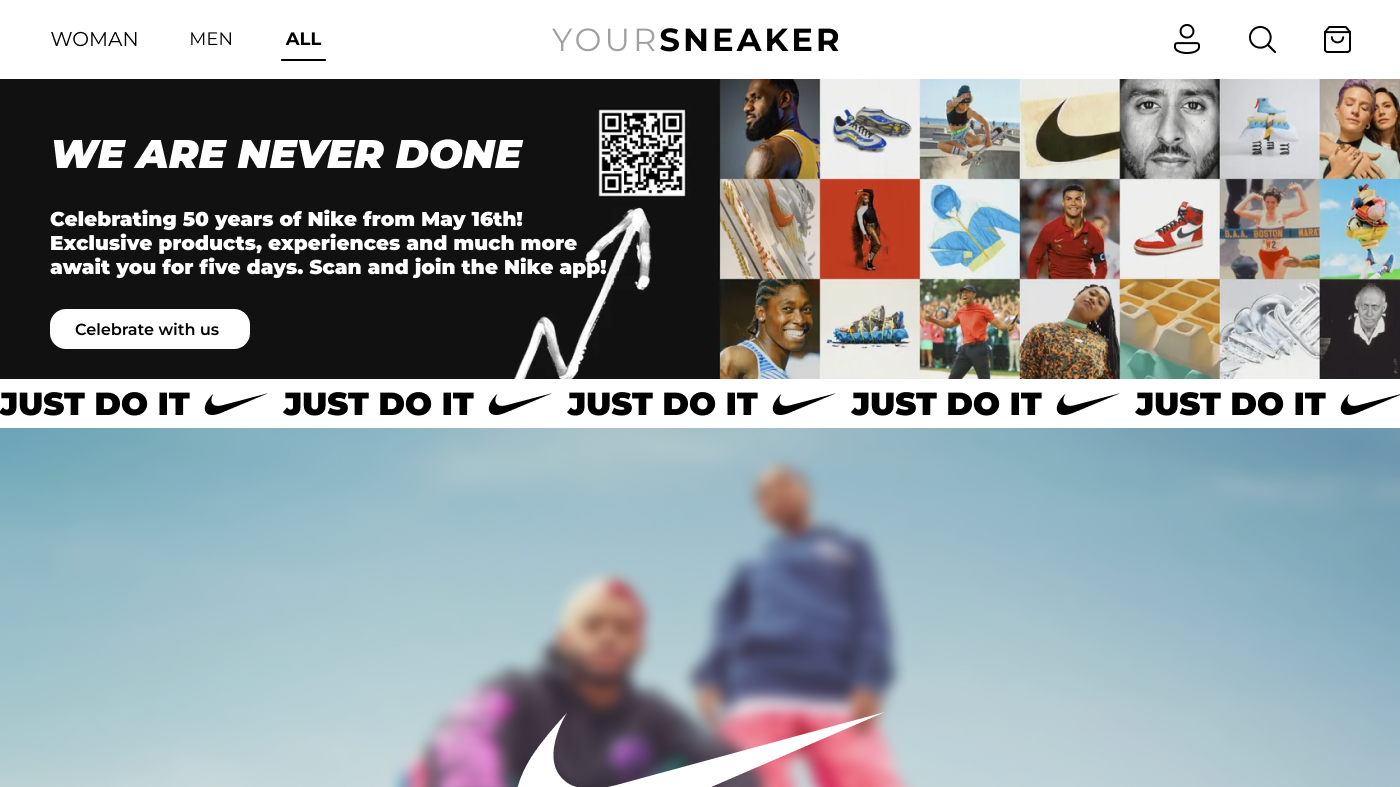 WOMAN MEN ALL YOURSNEAKER
WE ARE NEVER DONE
Celebrating 50 years of Nike from May 16th!
Exclusive products, experiences and much more
await you for five days. Scan and join the Nike app!
Celebrate with us
B.A.A. BOSTON MARA
JUST DO IT JUST DO IT JUST DO IT JUST DO IT JUST DO IT